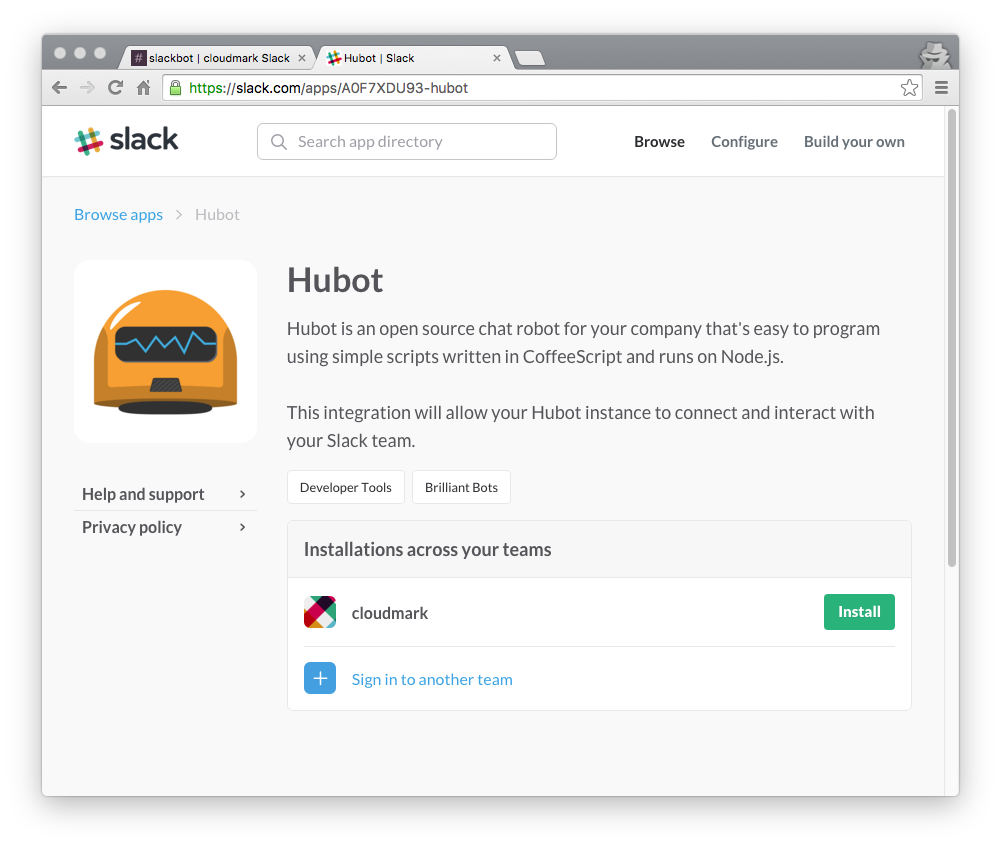 slackbot | cloudmark Slack
Hubot | Slack
https://slack.com/apps/A0F7XDU93-hubot
slack
Search app directory
Browse
Configure
Build your own
Browse apps > Hubot
Hubot
Hubot is an open source chat robot for your company that's easy to program
using simple scripts written in CoffeeScript and runs on Node.js.
This integration will allow your Hubot instance to connect and interact with
your Slack team.
Developer Tools
Brilliant Bots
Help and support
Privacy policy
Installations across your teams
cloudmark
Install
Sign in to another team